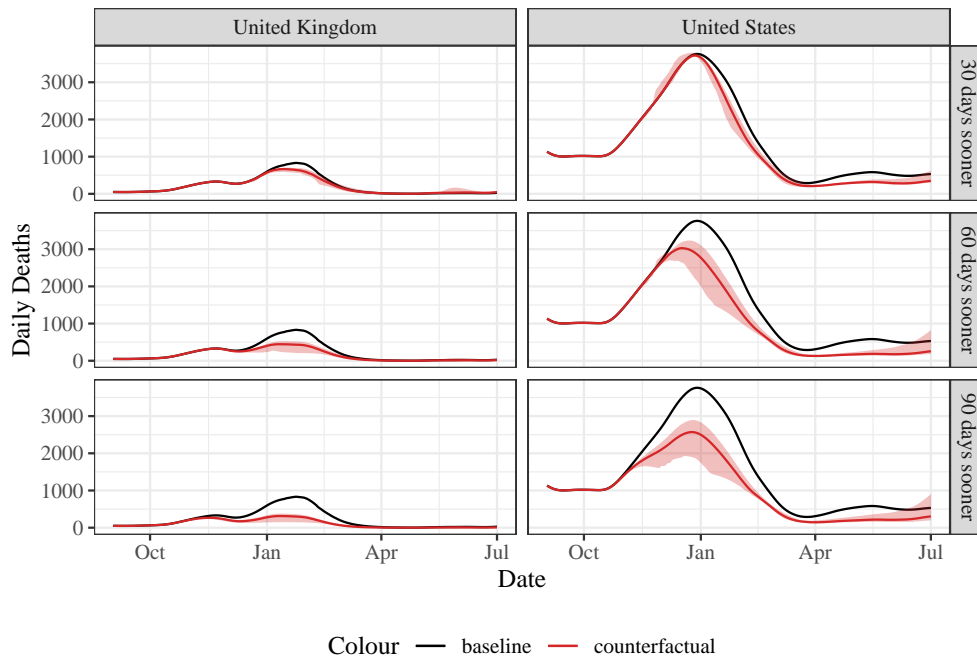 United Kingdom United States
3000
2000
1000
0
30 days sooner
Daily Deaths
3000
2000
1000
0
60 days sooner
3000
2000
1000
0
90 days sooner
Oct Jan Apr Jul Oct Jan Apr Jul
Date
Colour baseline counterfactual